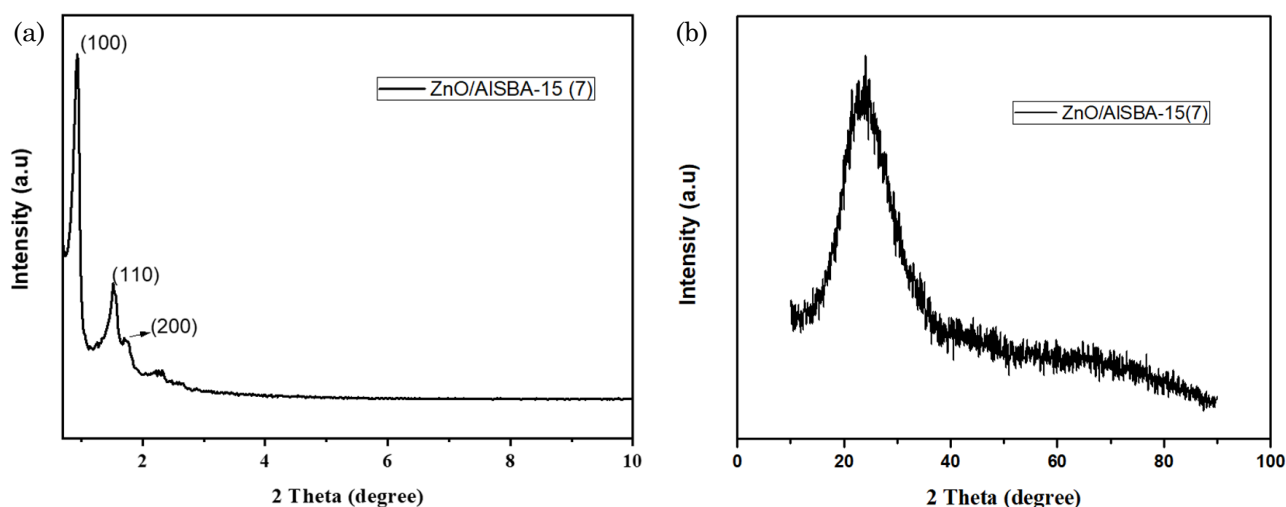 (a)
(100)
ZnO/AlSBA-15 (7)
(110)
(200)
Intensity (a.u)
2 4 6 8 10
2 Theta (degree)
(b)
ZnO/AlSBA-15(7)
Intensity (a.u)
0 20 40 60 80 100
2 Theta (degree)